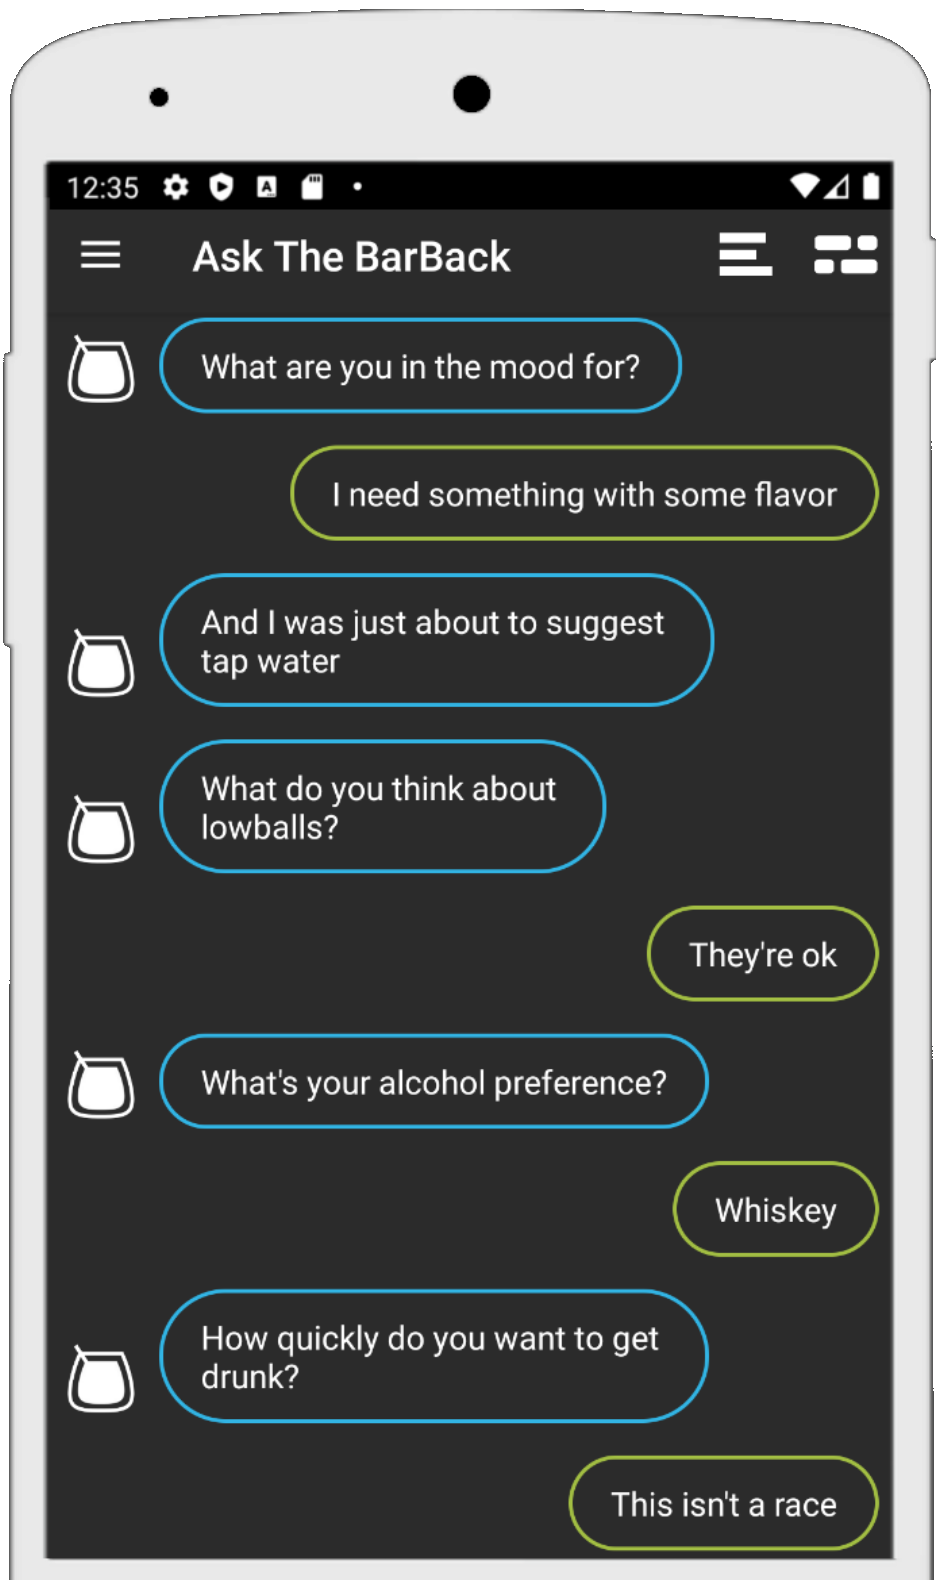 12:35
Ask The BarBack
What are you in the mood for?
I need something with some flavor
And I was just about to suggest
tap water
What do you think about
lowballs?
They're ok
What's your alcohol preference?
Whiskey
How quickly do you want to get
drunk?
This isn't a race